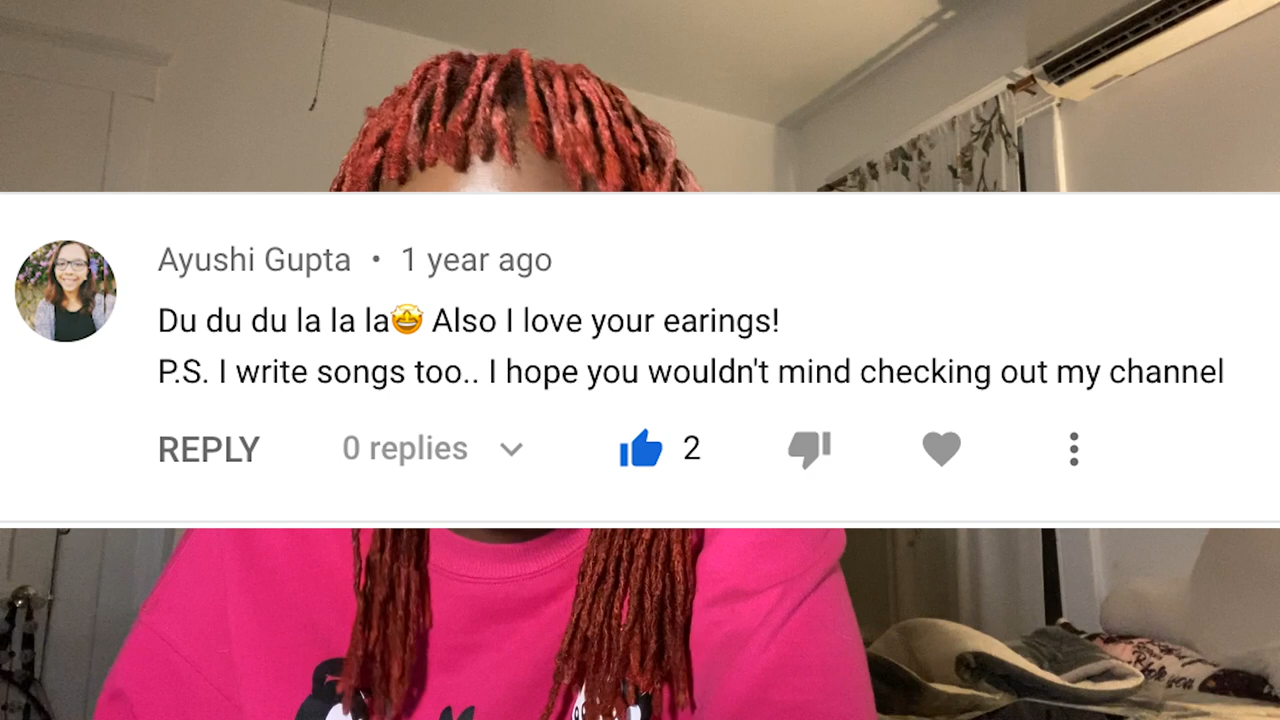 Ayushi Gupta • 1 year ago
Du du du la la la🤩 Also I love your earings!
P.S. I write songs too.. I hope you wouldn't mind checking out my channel
REPLY 0 replies 2